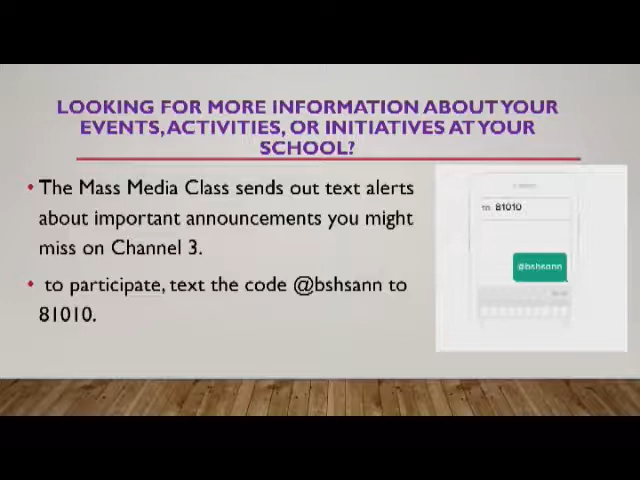 LOOKING FOR MORE INFORMATION ABOUT YOUR
EVENTS, ACTIVITIES, OR INITIATIVES AT YOUR
SCHOOL?
• The Mass Media Class sends out text alerts
about important announcements you might
miss on Channel 3.
• to participate, text the code @bshsann to
81010.
to 81010
@bshsann